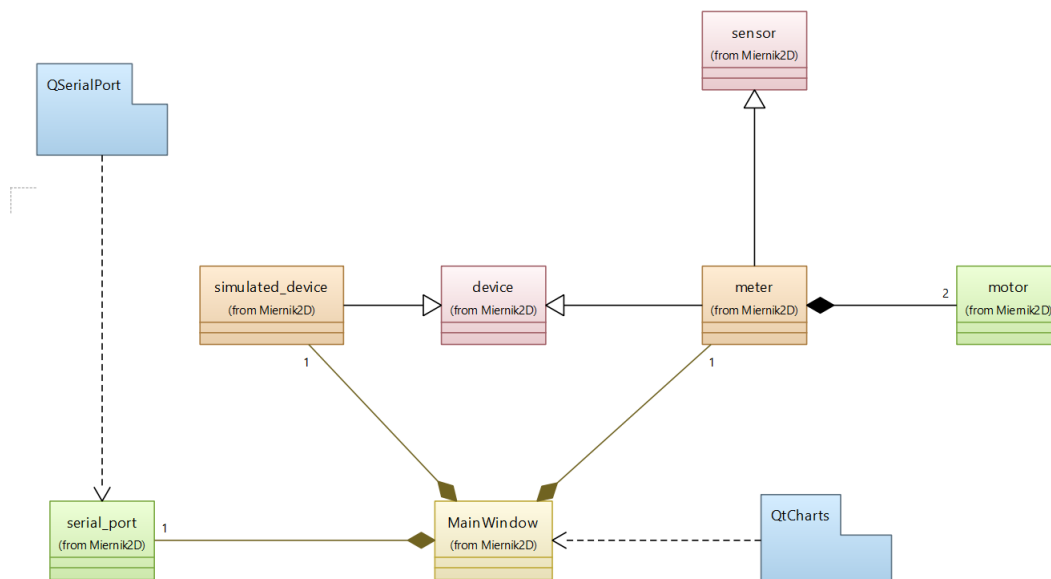 sensor
(from Miernik2D)
QSerialPort
simulated_device
(from Miernik2D)
device
(from Miernik2D)
meter
(from Miernik2D)
2
motor
(from Miernik2D)
1
1
serial_port
(from Miernik2D)
1
MainWindow
(from Miernik2D)
QtCharts